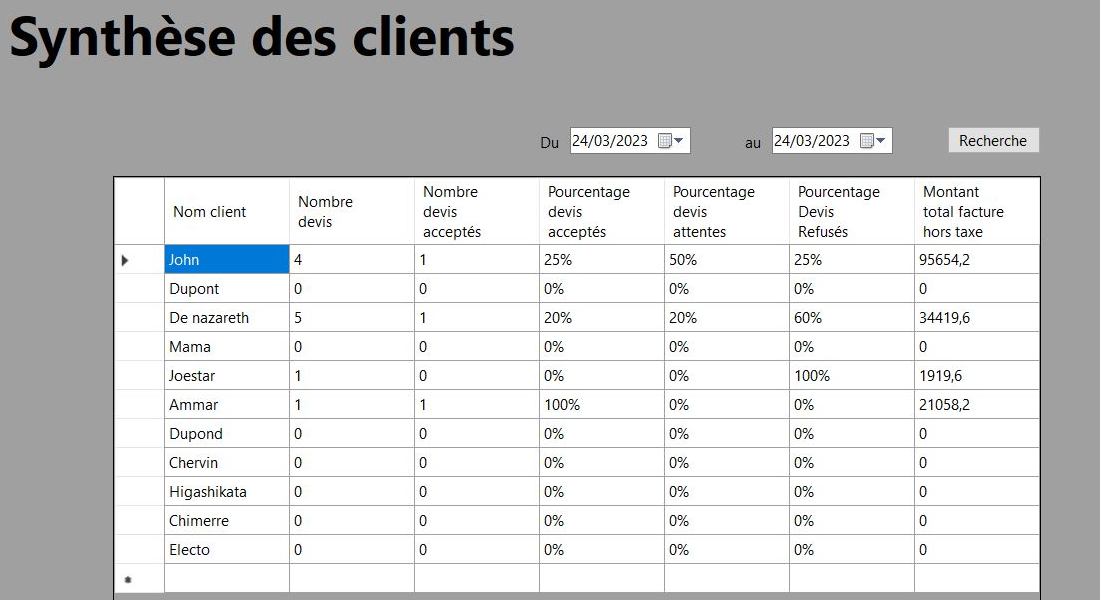 Synthèse des clients
Du 24/03/2023 au 24/03/2023 Recherche
Nom client Nombre devis Nombre devis acceptés Pourcentage devis acceptés Pourcentage devis attentes Pourcentage Devis Refusés Montant total facture hors taxe
John 4 1 25% 50% 25% 95654,2
Dupont 0 0 0% 0% 0% 0
De nazareth 5 1 20% 20% 60% 34419,6
Mama 0 0 0% 0% 0% 0
Joestar 1 0 0% 0% 100% 1919,6
Ammar 1 1 100% 0% 0% 21058,2
Dupond 0 0 0% 0% 0% 0
Chervin 0 0 0% 0% 0% 0
Higashikata 0 0 0% 0% 0% 0
Chimerre 0 0 0% 0% 0% 0
Electo 0 0 0% 0% 0% 0